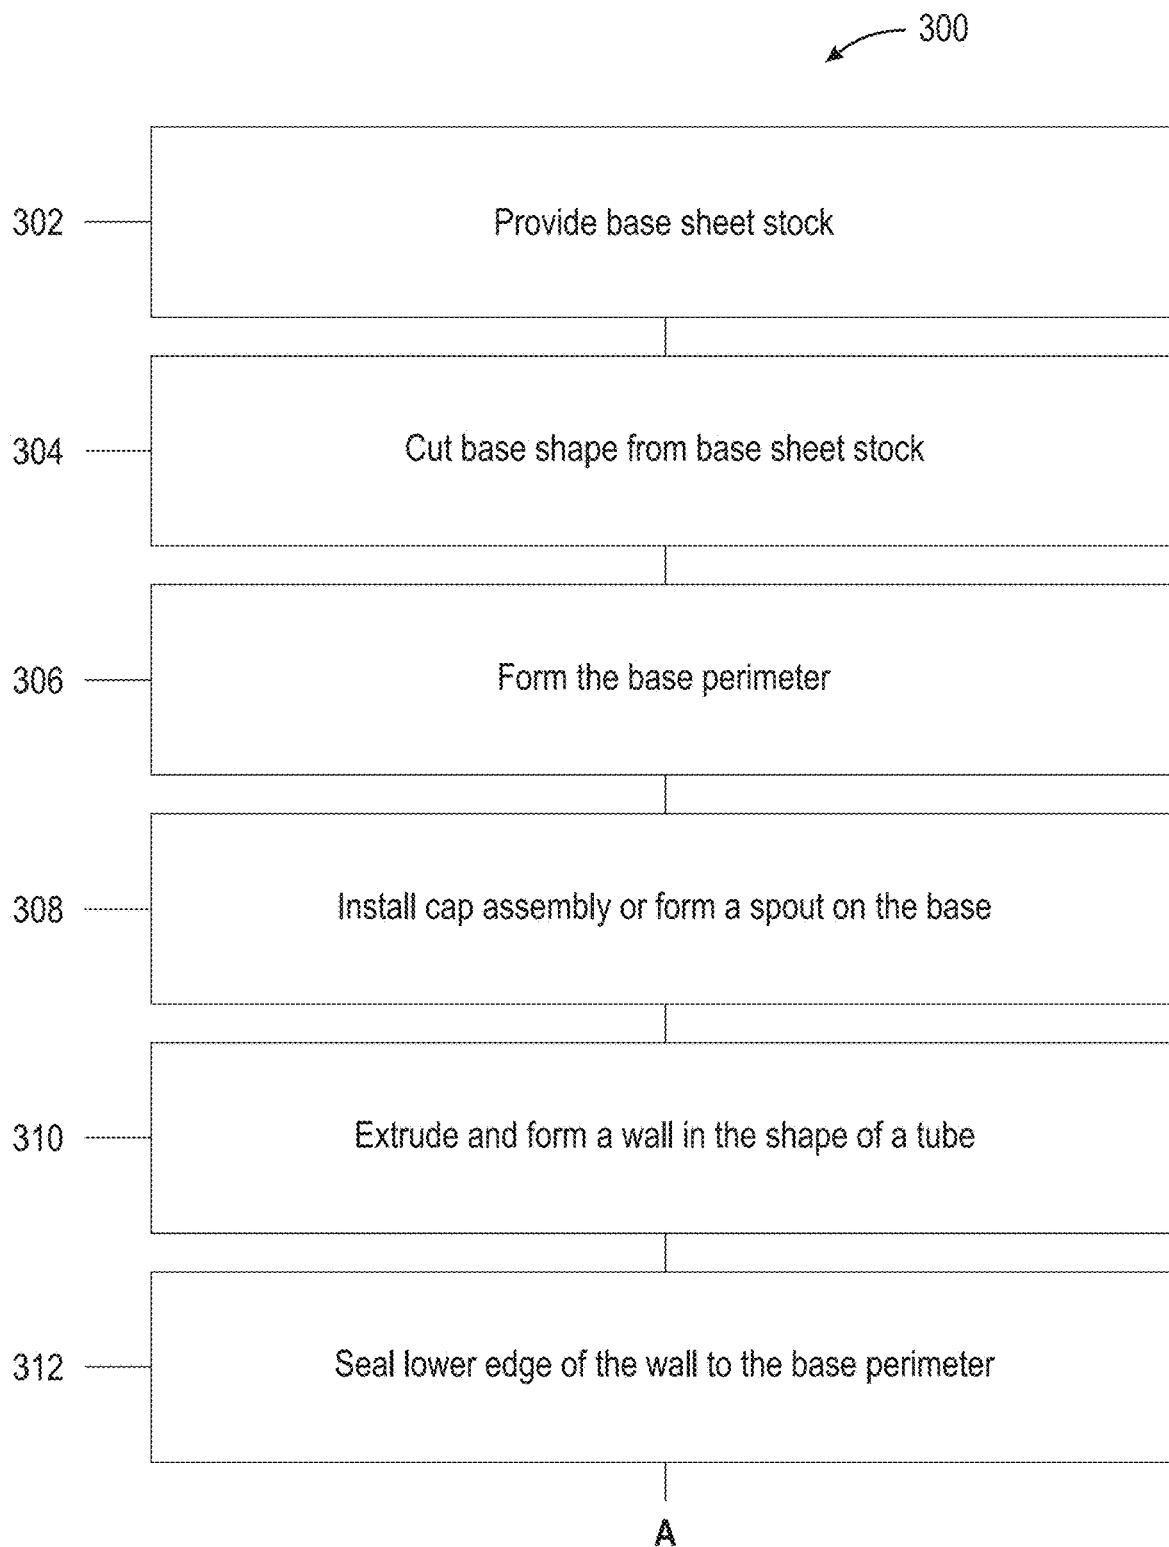 300
302
Provide base sheet stock
304
Cut base shape from base sheet stock
306
Form the base perimeter
308
Install cap assembly or form a spout on the base
310
Extrude and form a wall in the shape of a tube
312
Seal lower edge of the wall to the base perimeter
A